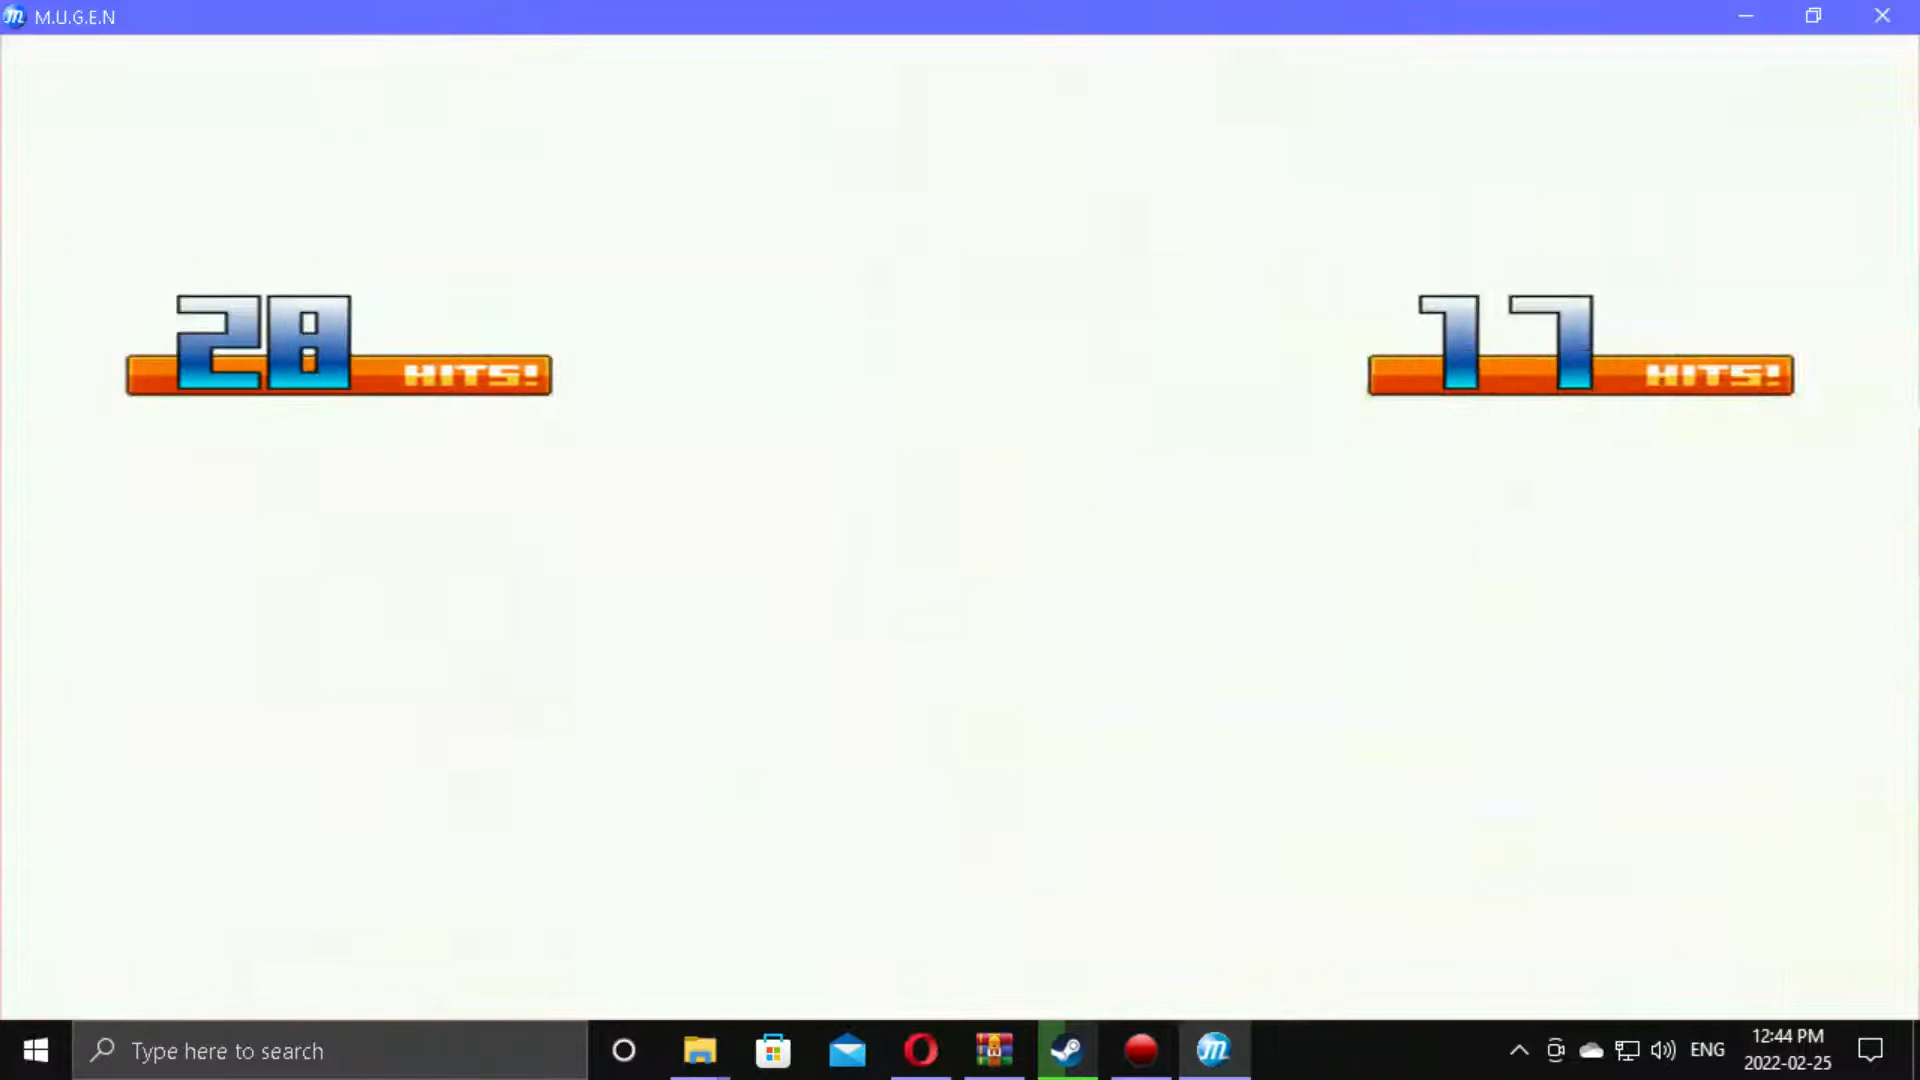 M.U.G.E.N
28 HITS!
17 HITS!
Type here to search
ENG
12:44 PM
2022-02-25